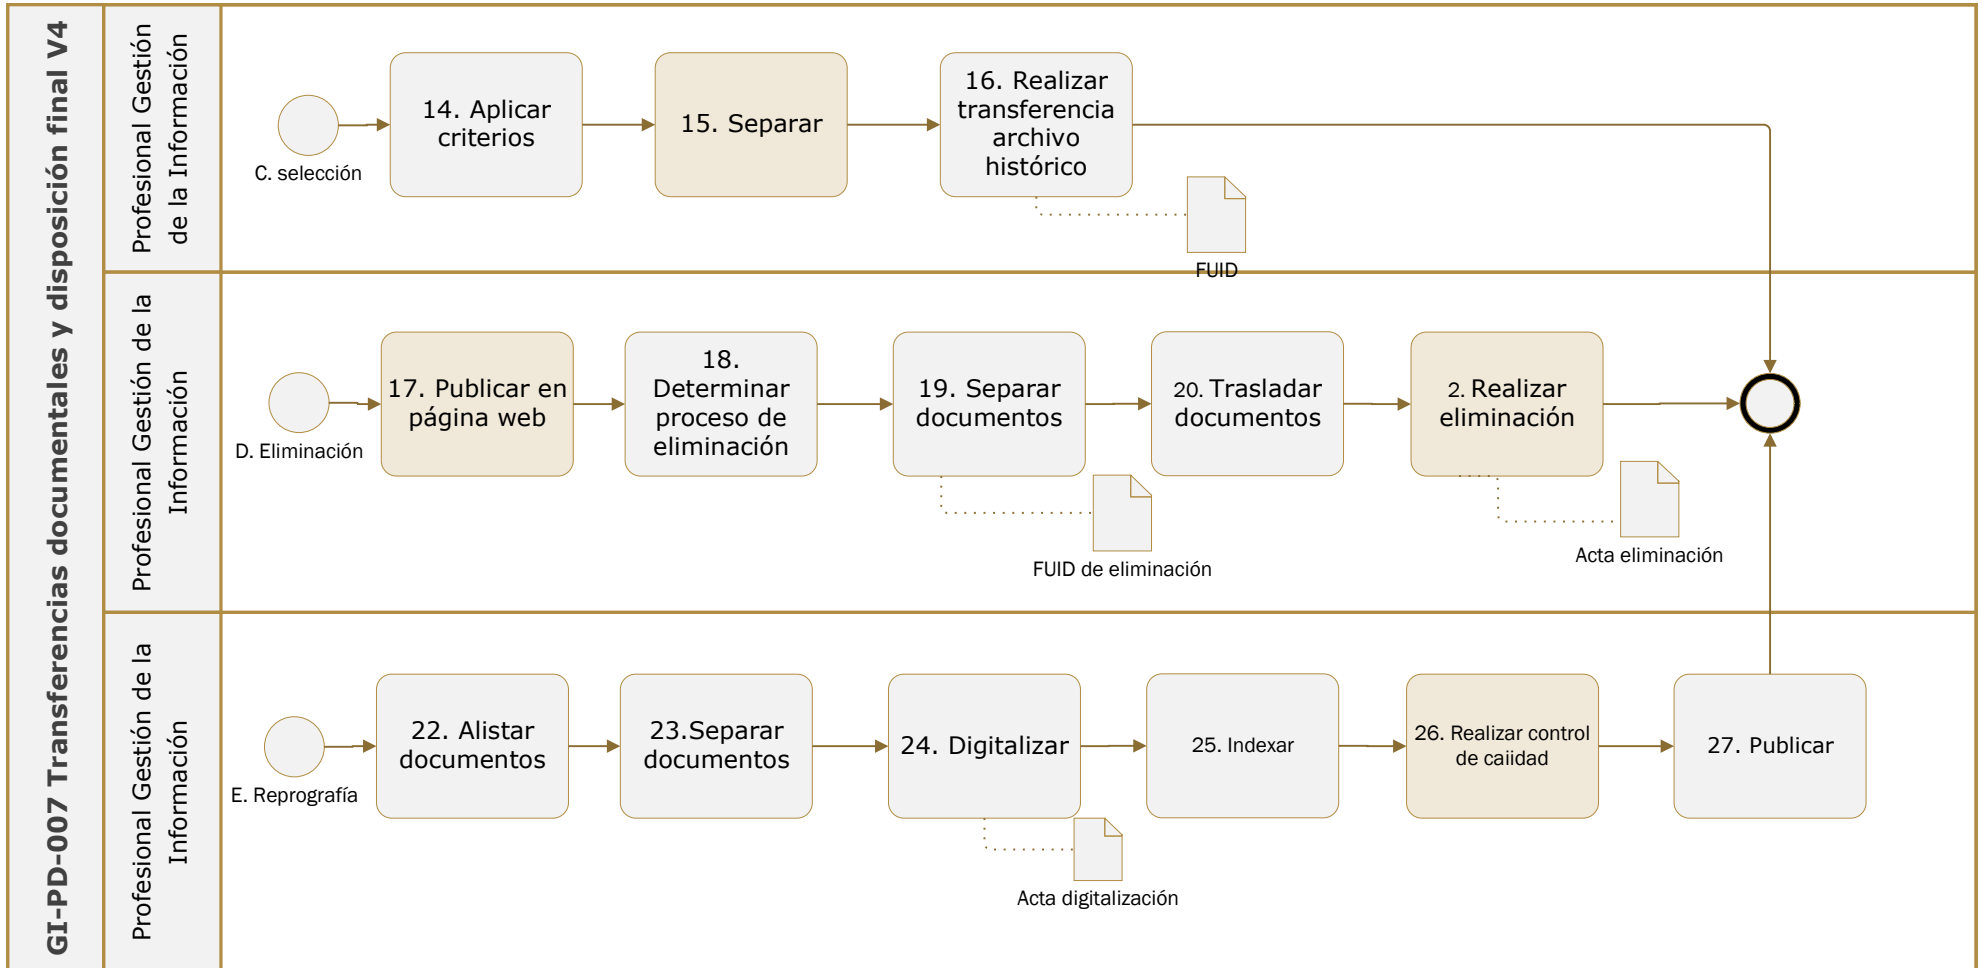 GI-PD-007 Transferencias documentales y disposición final V4
Profesional Gestión
de la Información
C. selección
14. Aplicar
criterios
15. Separar
16. Realizar
transferencia
archivo
histórico
FUID
Profesional Gestión de la
Información
D. Eliminación
17. Publicar en
página web
18.
Determinar
proceso de
eliminación
19. Separar
documentos
FUID de eliminación
20. Trasladar
documentos
2. Realizar
eliminación
Acta eliminación
Profesional Gestión de la
Información
E. Reprografía
22. Alistar
documentos
23.Separar
documentos
24. Digitalizar
Acta digitalización
25. Indexar
26. Realizar control
de caiidad
27. Publicar